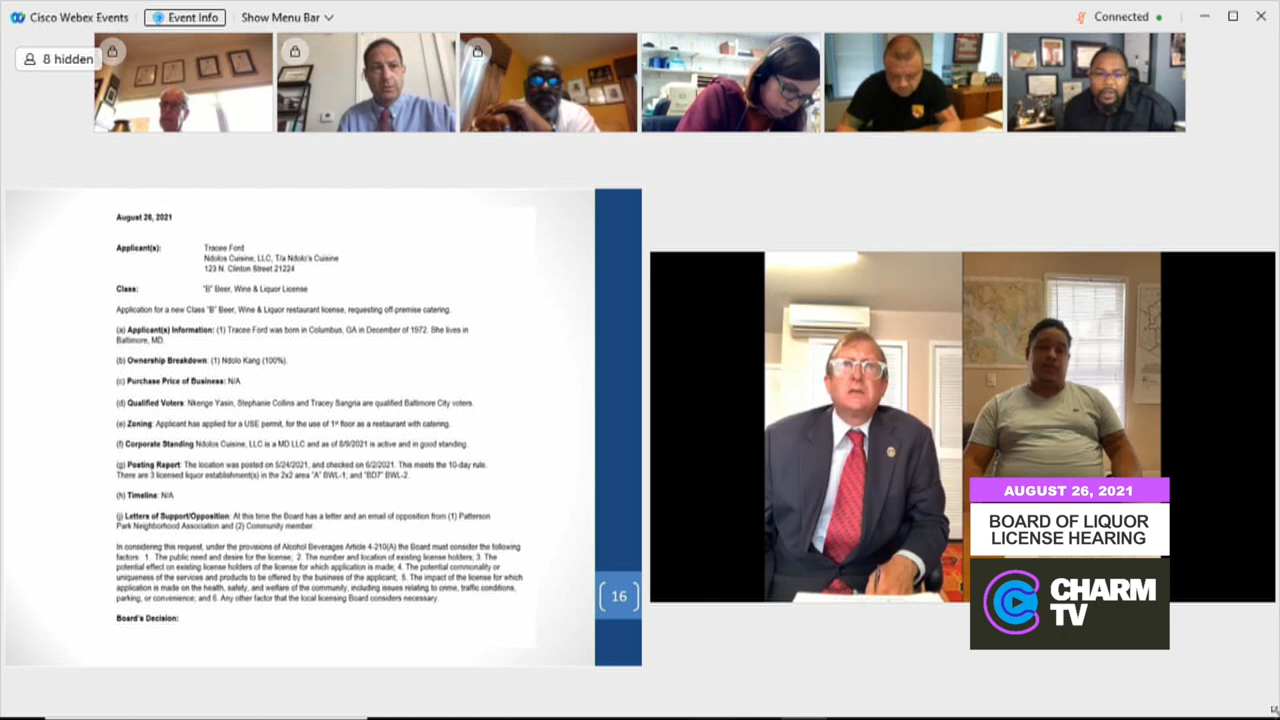 Cisco Webex Events
Event Info
Show Menu Bar
Connected
8 hidden
August 26, 2021
Applicant(s): Tracee Ford
Ndolos Cuisine, LLC, T/a Ndolo's Cuisine
123 N. Clinton Street 21224
Class: "B" Beer, Wine & Liquor License
Application for a new Class "B" Beer, Wine & Liquor restaurant license, requesting off-premise catering.
(a) Applicant(s) Information: (1) Tracee Ford was born in Columbus, GA in December of 1972. She lives in
Baltimore, MD.
(b) Ownership Breakdown: (1) Ndolo Kang (100%).
(c) Purchase Price of Business: N/A
(d) Qualified Voters: Nkenge Yasin, Stephanie Collins and Tracey Sangria are qualified Baltimore City voters.
(e) Zoning: Applicant has applied for a USE permit, for the use of 1st floor as a restaurant with catering.
(f) Corporate Standing Ndolos Cuisine, LLC is a MD LLC and as of 8/9/2021 is active and in good standing.
(g) Posting Report: The location was posted on 5/24/2021, and checked on 6/2/2021. This meets the 10-day rule.
There are 3 licensed liquor establishment(s) in the 2x2 area "A" BWL-1; and "BD7" BWL-2.
(h) Timeline: N/A
(j) Letters of Support/Opposition: At this time the Board has a letter and an email of opposition from (1) Patterson
Park Neighborhood Association and (2) Community member.
In considering this request, under the provisions of Alcohol Beverages Article 4-210(A) the Board must consider the following
factors: 1. The public need and desire for the license; 2. The number and location of existing license holders; 3. The
potential effect on existing license holders of the license for which application is made; 4. The potential commonality or
uniqueness of the services and products to be offered by the business of the applicant; 5. The impact of the license for which
application is made on the health, safety, and welfare of the community, including issues relating to crime, traffic conditions,
parking, or convenience; and 6. Any other factor that the local licensing Board considers necessary.
Board's Decision:
16
AUGUST 26, 2021
BOARD OF LIQUOR
LICENSE HEARING
CHARM
TV